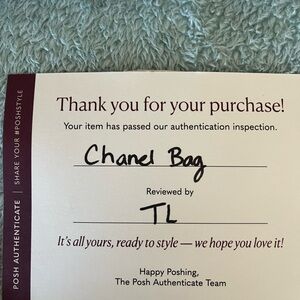 Thank you for your purchase!
Your item has passed our authentication inspection.
Chanel Bag
Reviewed by
TL
It's all yours, ready to style — we hope you love it!
Happy Poshing,
The Posh Authenticate Team
POSH AUTHENTICATE | SHARE YOUR #POSHSTYLE